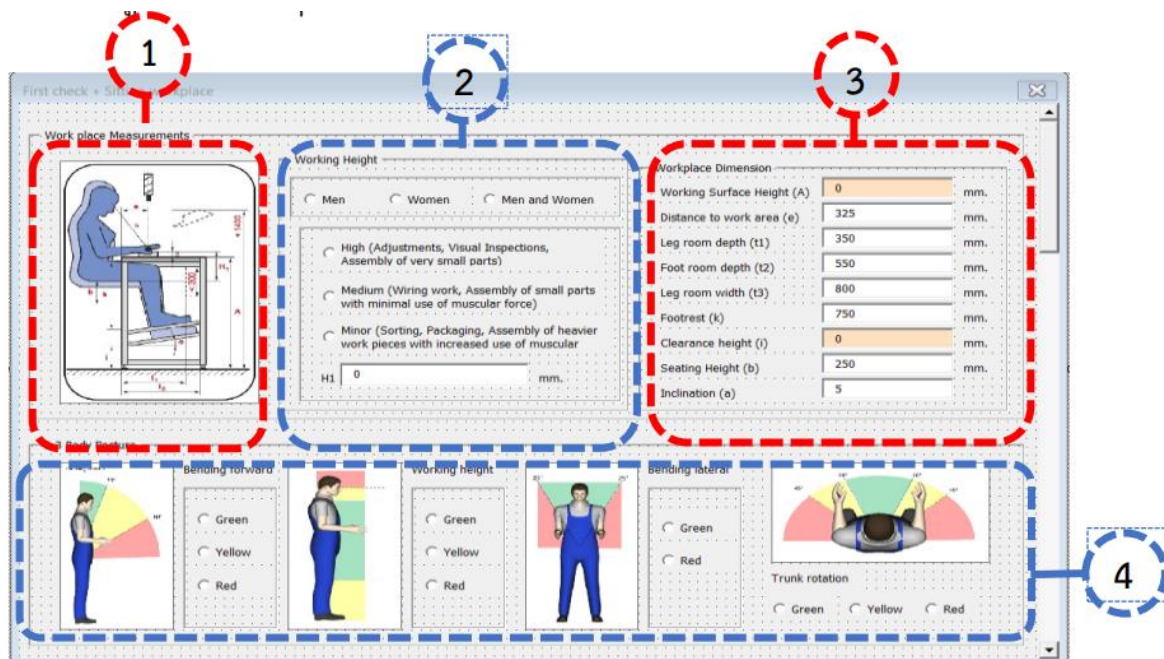 1
2
3
4
First check + Sitting workplace
Work place Measurements
Working Height
Men
Women
Men and Women
High (Adjustments, Visual Inspections,
Assembly of very small parts)
Medium (Wiring work, Assembly of small parts
with minimal use of muscular force)
Minor (Sorting, Packaging, Assembly of heavier
work pieces with increased use of muscular
H1 0 mm.
Workplace Dimension
Working Surface Height (A) 0 mm.
Distance to work area (e) 325 mm.
Leg room depth (t1) 350 mm.
Foot room depth (t2) 550 mm.
Leg room width (t3) 800 mm.
Footrest (k) 750 mm.
Clearance height (i) 0 mm.
Seating Height (b) 250 mm.
Inclination (a) 5
Body Posture
Bending forward
Green
Yellow
Red
Working height
Green
Yellow
Red
Bending lateral
Green
Red
Trunk rotation
Green
Yellow
Red